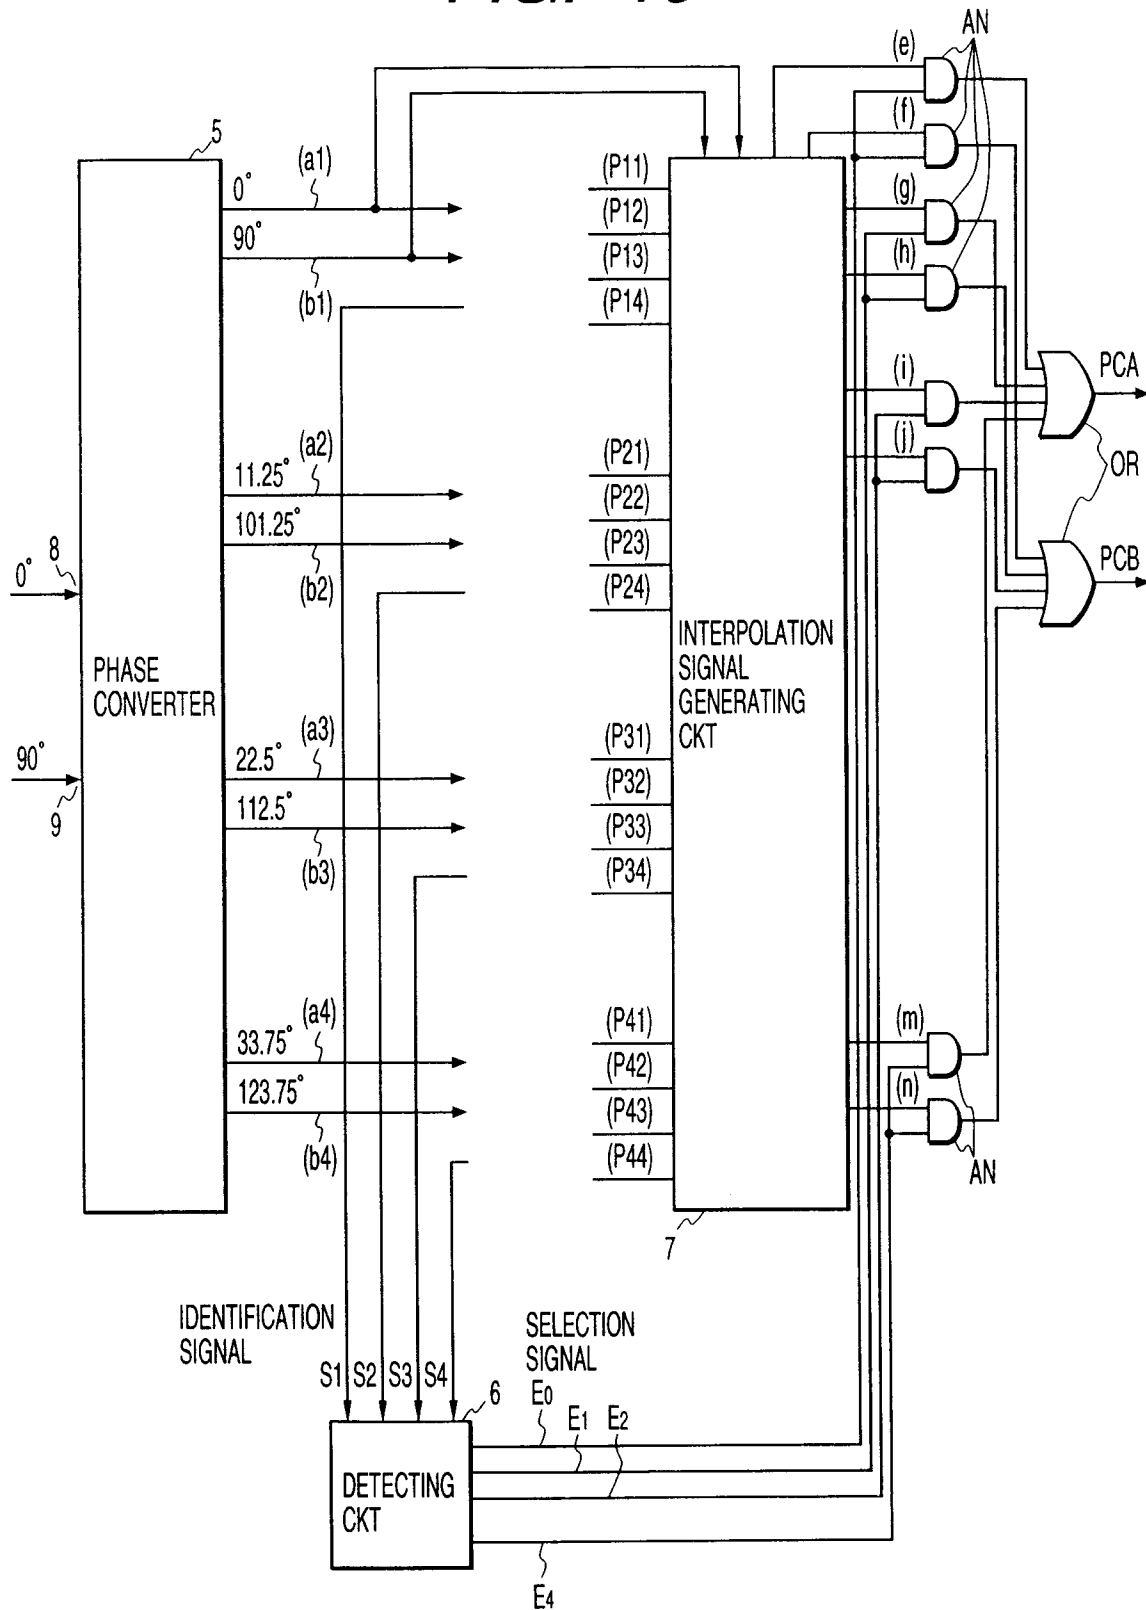 AN
(e)
(f)
5
(a1)
0°
(P11)
(P12)
(g)
90°
(P13)
(h)
(b1)
(P14)
(i)
PCA
(a2)
(P21)
(j)
11.25°
(P22)
OR
101.25°
(P23)
8
0°
(b2)
(P24)
PCB
INTERPOLATION
SIGNAL
GENERATING
CKT
PHASE
CONVERTER
(a3)
(P31)
90°
22.5°
(P32)
112.5°
9
(P33)
(b3)
(P34)
(a4)
(P41)
(m)
33.75°
(P42)
(n)
123.75°
(P43)
(b4)
(P44)
AN
7
IDENTIFICATION
SIGNAL
SELECTION
SIGNAL
S1 S2 S3 S4
6
E0
E1
E2
DETECTING
CKT
E4